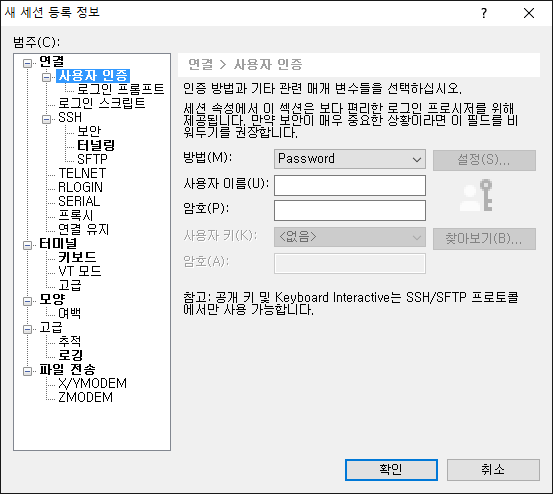 새 세션 등록 정보
?
범주(C):
연결
사용자 인증
로그인 프롬프트
로그인 스크립트
SSH
보안
터널링
SFTP
TELNET
RLOGIN
SERIAL
프록시
연결 유지
터미널
키보드
VT 모드
고급
모양
여백
고급
추적
로깅
파일 전송
X/YMODEM
ZMODEM
연결 > 사용자 인증
인증 방법과 기타 관련 매개 변수들을 선택하십시오.
세션 속성에서 이 섹션은 보다 편리한 로그인 프로시저를 위해
제공됩니다. 만약 보안이 매우 중요한 상황이라면 이 필드를 비
워두기를 권장합니다.
방법(M): Password 설정(S)...
사용자 이름(U):
암호(P):
사용자 키(K): <없음> 찾아보기(B)...
암호(A):
참고: 공개 키 및 Keyboard Interactive는 SSH/SFTP 프로토콜
에서만 사용 가능합니다.
확인 취소